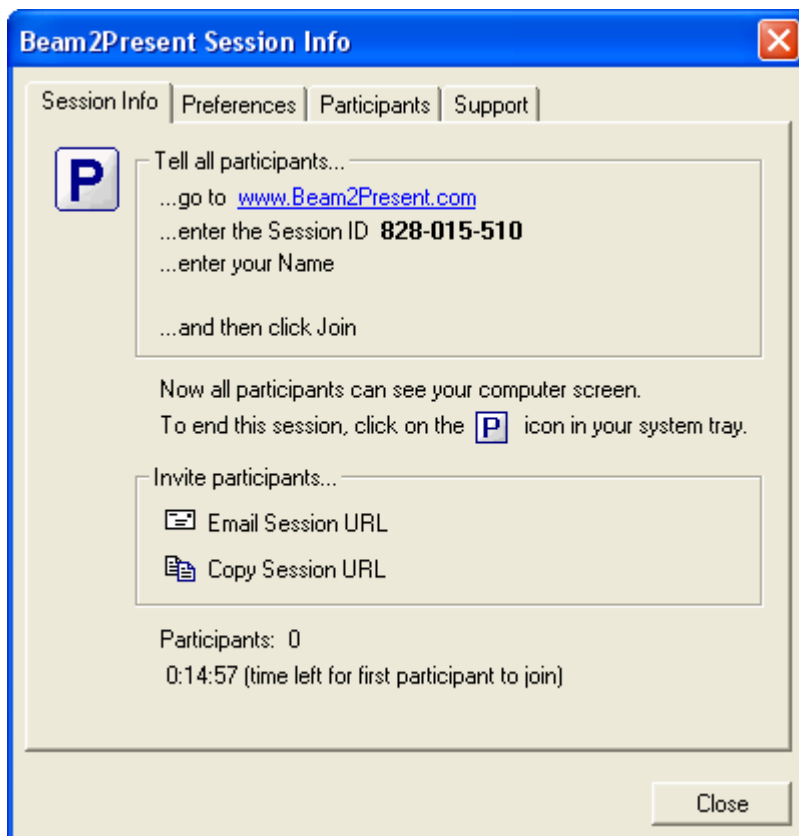 Beam2Present Session Info
Session Info Preferences Participants Support
P
Tell all participants...
...go to www.Beam2Present.com
...enter the Session ID 828-015-510
...enter your Name
...and then click Join
Now all participants can see your computer screen.
To end this session, click on the P icon in your system tray.
Invite participants...
Email Session URL
Copy Session URL
Participants: 0
0:14:57 (time left for first participant to join)
Close